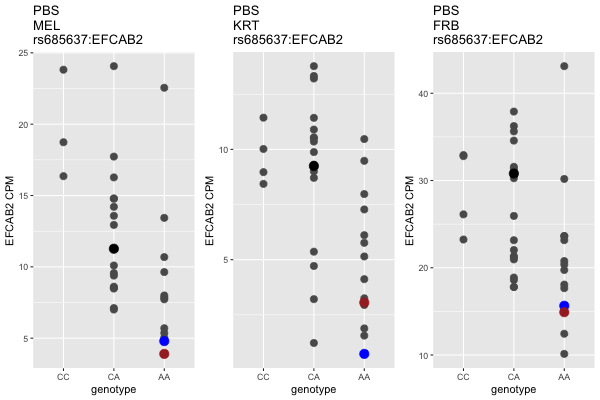 PBS
MEL
rs685637:EFCAB2
EFCAB2 CPM
25
20
15
10
5
CC CA AA
genotype
PBS
KRT
rs685637:EFCAB2
EFCAB2 CPM
10
5
CC CA AA
genotype
PBS
FRB
rs685637:EFCAB2
EFCAB2 CPM
40
30
20
10
CC CA AA
genotype